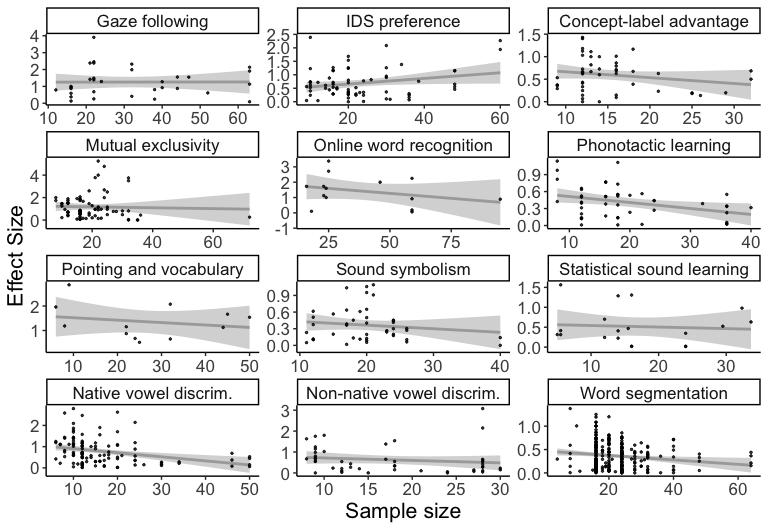 Gaze following IDS preference Concept-label advantage
4 3 2 1 0
2.5 2.0 1.5 1.0 0.5 0.0
1.5 1.0 0.5 0.0
10 20 30 40 50 60 20 40 60 10 15 20 25 30
Mutual exclusivity Online word recognition Phonotactic learning
4 2 0
3 2 1 0 -1
0.9 0.6 0.3 0.0
20 40 60 25 50 75 10 20 30 40
Effect Size
Pointing and vocabulary Sound symbolism Statistical sound learning
2 1
0.9 0.6 0.3 0.0
1.5 1.0 0.5 0.0
10 20 30 40 50 10 20 30 40 10 20 30
Native vowel discrim. Non-native vowel discrim. Word segmentation
2 1 0
3 2 1 0
1.0 0.5 0.0
10 20 30 40 50 10 15 20 25 30 20 40 60
Sample size